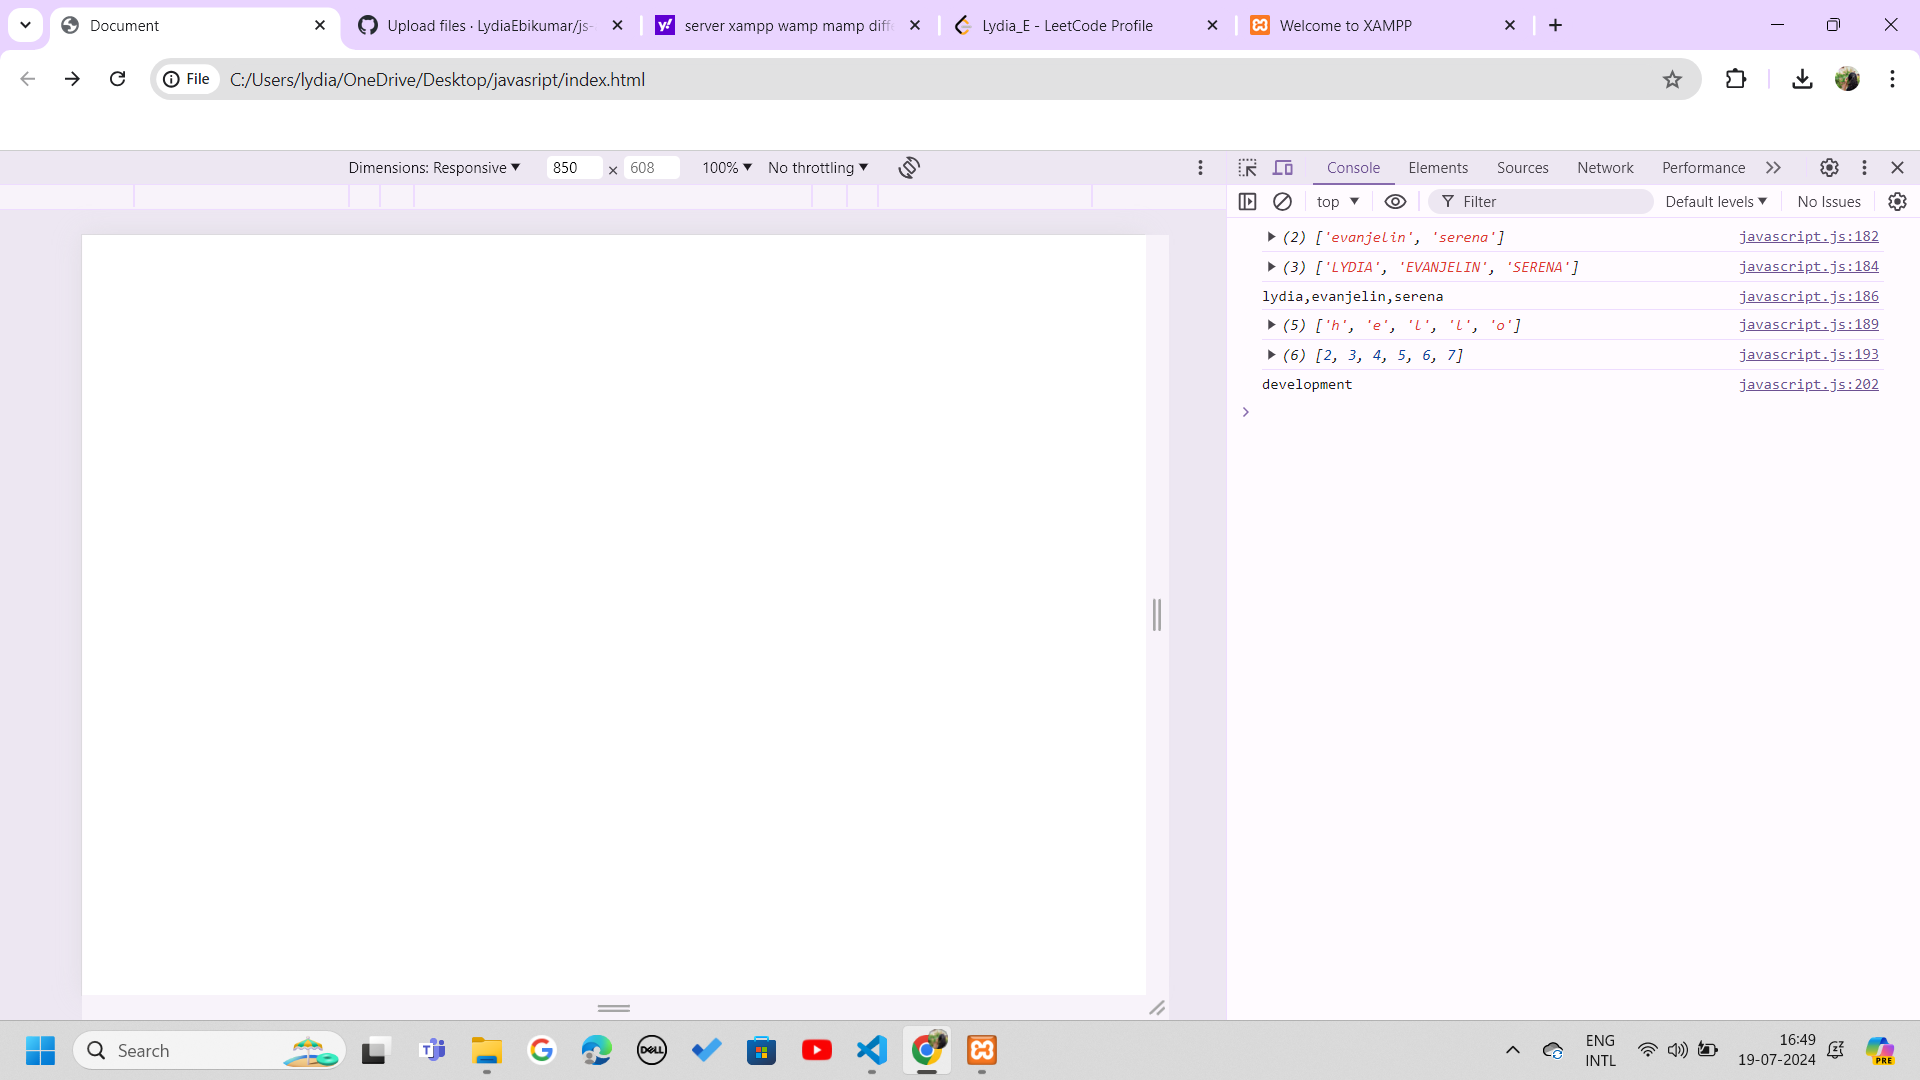 Document
Upload files · LydiaEbikumar/js-
server xampp wamp mamp diffe
Lydia_E - LeetCode Profile
Welcome to XAMPP
File
C:/Users/lydia/OneDrive/Desktop/javasript/index.html
Dimensions: Responsive
850 × 608
100%
No throttling
Console
Elements
Sources
Network
Performance
top
Filter
Default levels
No Issues
(2) ['evanjelin', 'serena'] javascript.js:182
(3) ['LYDIA', 'EVANJELIN', 'SERENA'] javascript.js:184
lydia,evanjelin,serena javascript.js:186
(5) ['h', 'e', 'l', 'l', 'o'] javascript.js:189
(6) [2, 3, 4, 5, 6, 7] javascript.js:193
development javascript.js:202
Search
DELL
ENG
INTL
16:49
19-07-2024
PRE